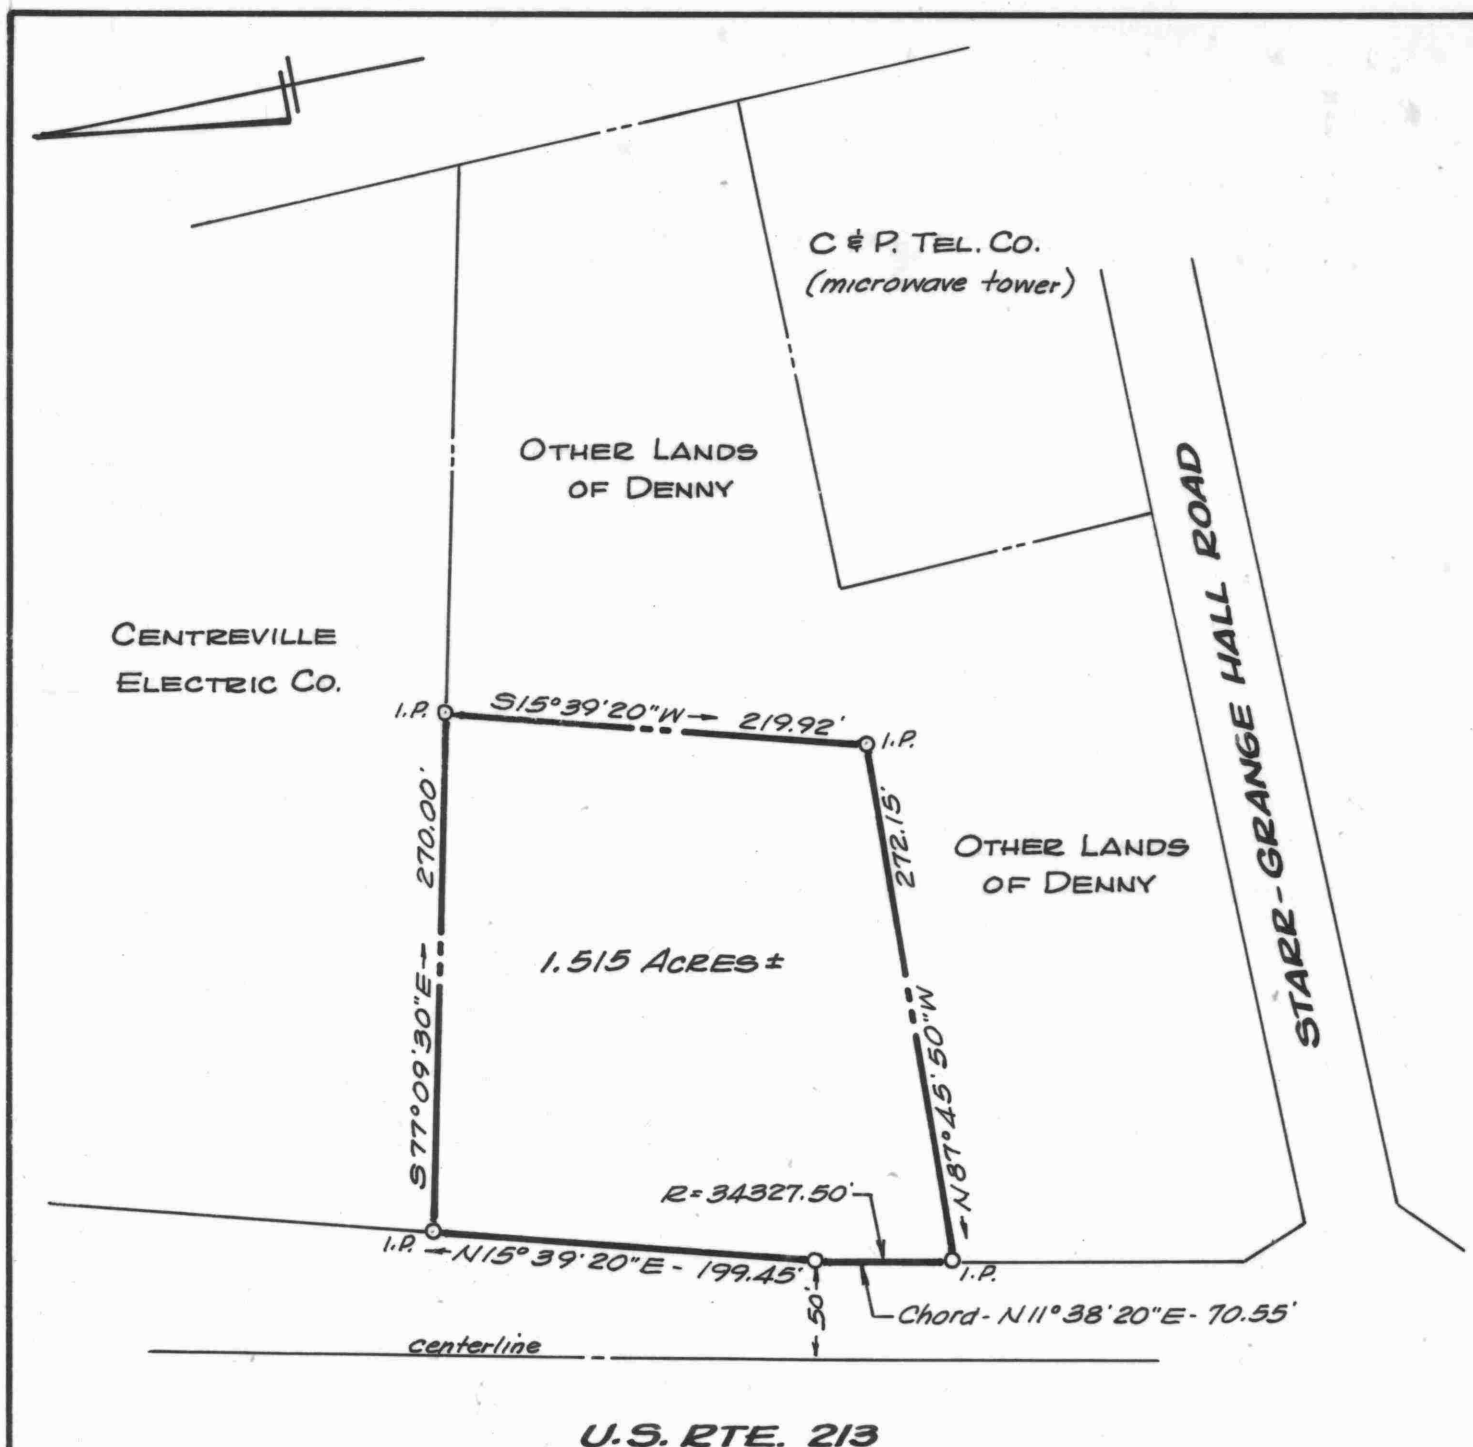 C & P. TEL. CO.
(microwave tower)
OTHER LANDS
OF DENNY
CENTREVILLE
ELECTRIC CO.
STARR-GRANGE HALL ROAD
I.P.
S15°39'20"W → 219.92'
I.P.
270.00'
272.15'
OTHER LANDS
OF DENNY
1.515 ACRES ±
S77°09'30"E →
← N87°45'50"W
R=34327.50'
I.P.
← N15°39'20"E - 199.45'
I.P.
50'
Chord - N11°38'20"E - 70.55'
centerline
U.S. RTE. 213